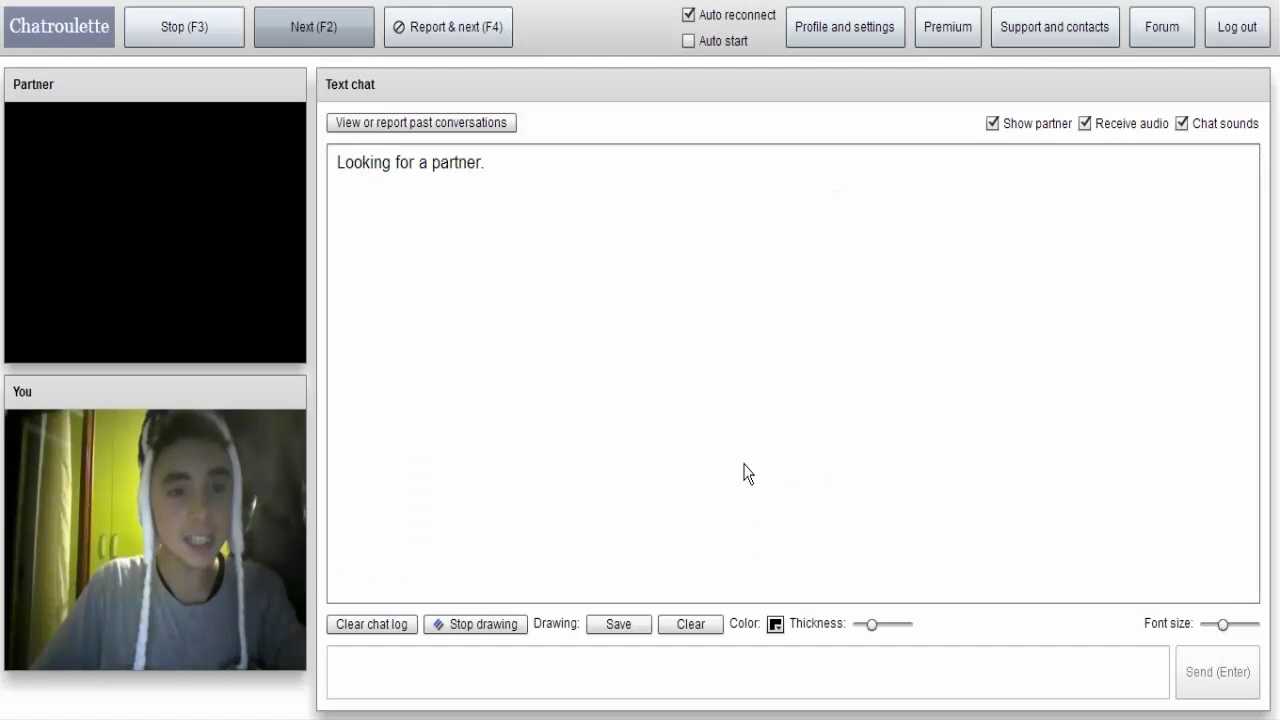 Chatroulette
Stop (F3)
Next (F2)
Report & next (F4)
Auto reconnect
Auto start
Profile and settings
Premium
Support and contacts
Forum
Log out
Partner
Text chat
View or report past conversations
Show partner
Receive audio
Chat sounds
Looking for a partner.
You
Clear chat log
Stop drawing
Drawing:
Save
Clear
Color:
Thickness:
Font size:
Send (Enter)